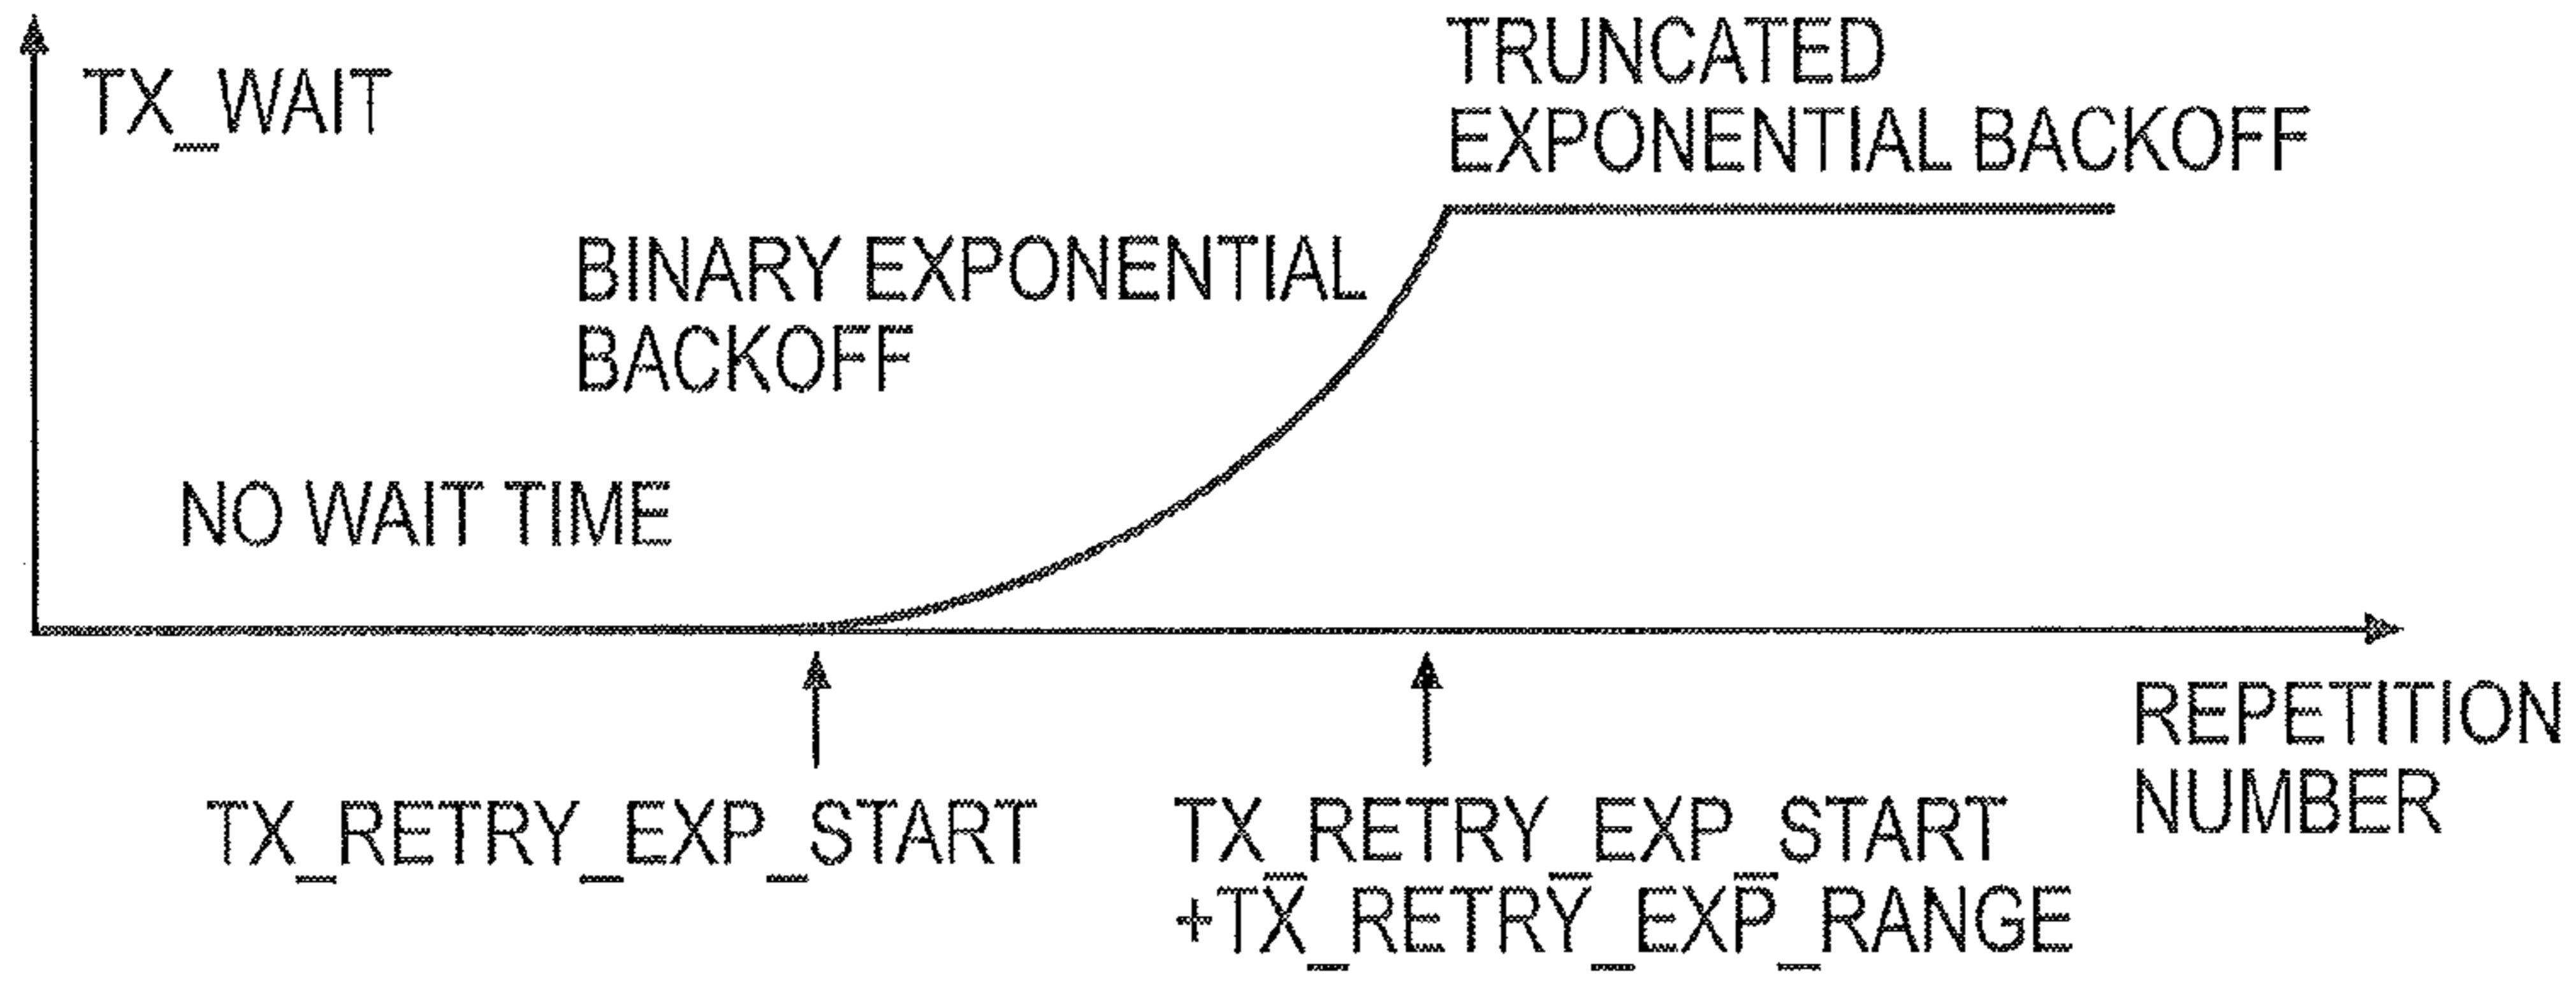 TX_WAIT
TRUNCATED
EXPONENTIAL BACKOFF
BINARY EXPONENTIAL
BACKOFF
NO WAIT TIME
TX_RETRY_EXP_START
TX_RETRY_EXP_START
+TX_RETRY_EXP_RANGE
REPETITION
NUMBER